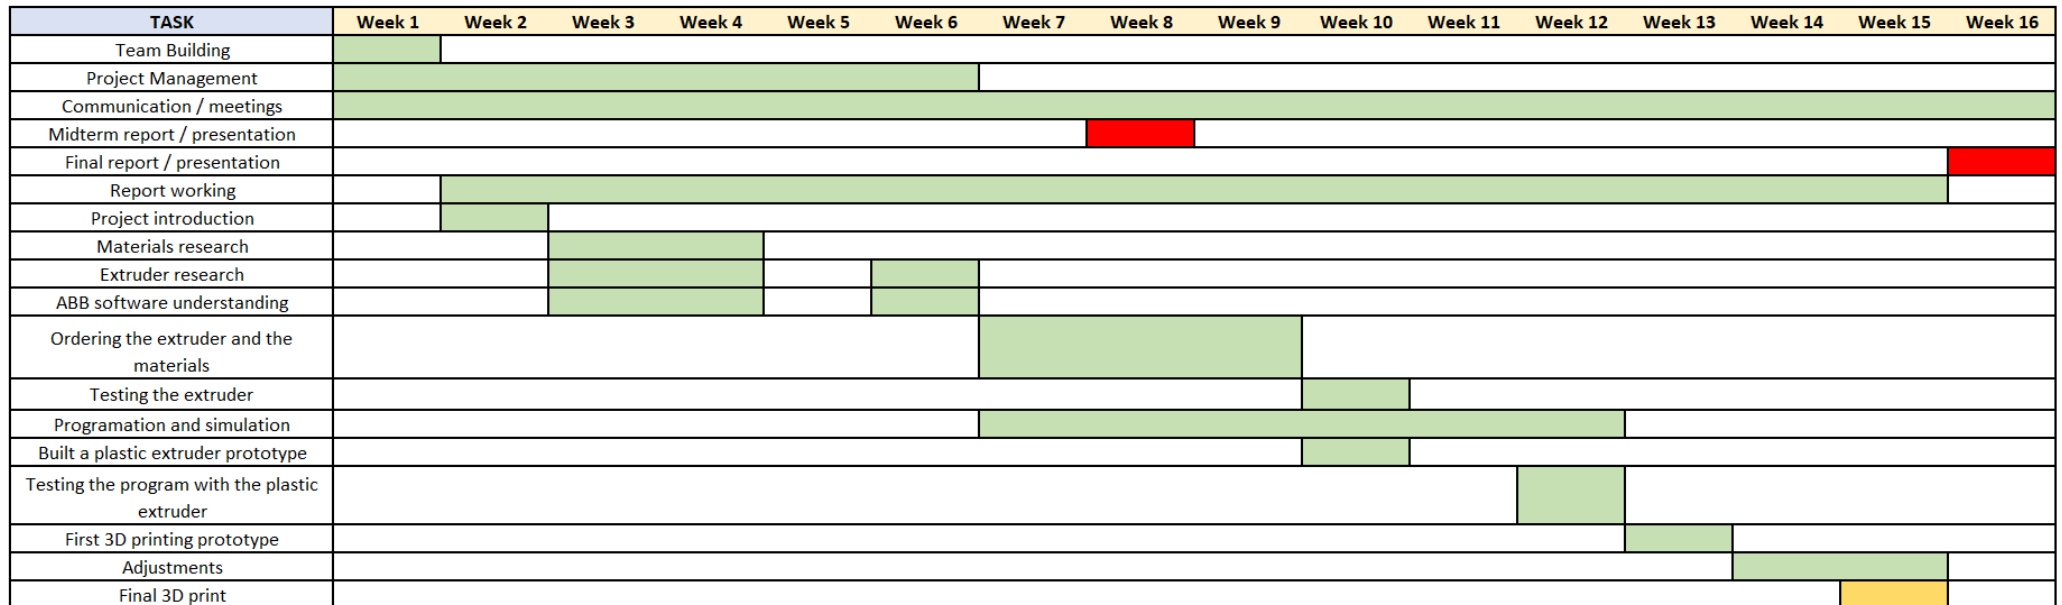 TASK Week 1 Week 2 Week 3 Week 4 Week 5 Week 6 Week 7 Week 8 Week 9 Week 10 Week 11 Week 12 Week 13 Week 14 Week 15 Week 16
Team Building
Project Management
Communication / meetings
Midterm report / presentation
Final report / presentation
Report working
Project introduction
Materials research
Extruder research
ABB software understanding
Ordering the extruder and the
materials
Testing the extruder
Programation and simulation
Built a plastic extruder prototype
Testing the program with the plastic
extruder
First 3D printing prototype
Adjustments
Final 3D print